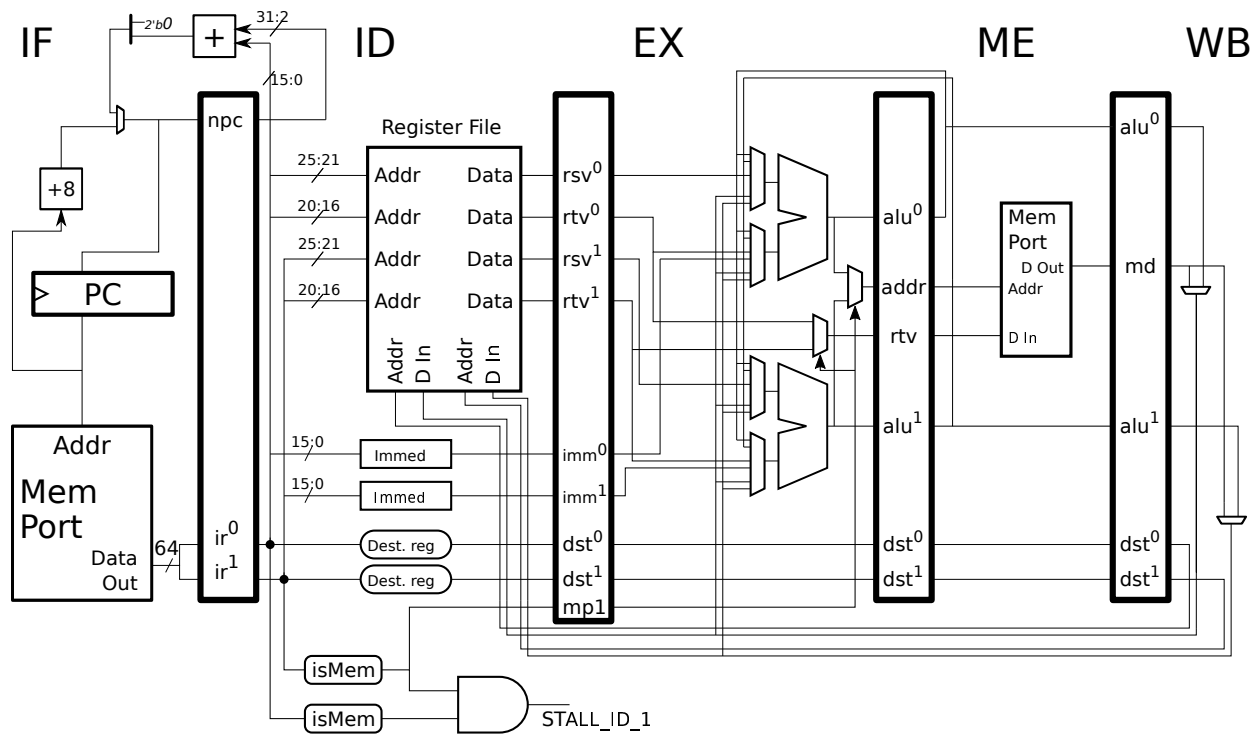 IF
ID
EX
ME
WB
2'b0
+
31:2
15:0
npc
+8
PC
Addr
Mem
Port
Data
Out
64
ir0
ir1
Register File
25:21
Addr
Data
20:16
Addr
Data
25:21
Addr
Data
20:16
Addr
Data
Addr
D In
Addr
D In
15;0
Immed
15;0
Immed
Dest. reg
Dest. reg
isMem
isMem
STALL_ID_1
rsv0
rtv0
rsv1
rtv1
imm0
imm1
dst0
dst1
mp1
alu0
addr
rtv
alu1
dst0
dst1
Mem
Port
D Out
Addr
D In
alu0
md
alu1
dst0
dst1